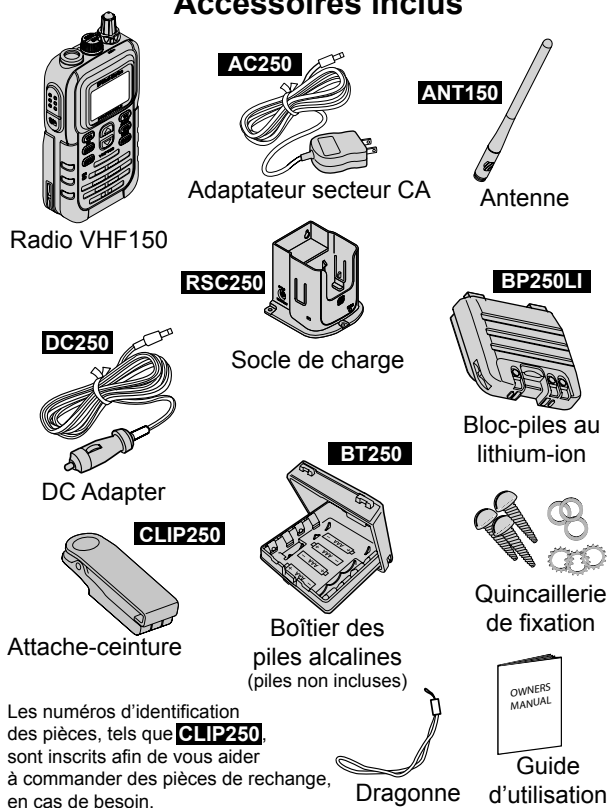 Accessoires inclus
AC250
Adaptateur secteur CA
ANT150
Antenne
Radio VHF150
RSC250
Socle de charge
BP250LI
Bloc-piles au
lithium-ion
DC250
DC Adapter
BT250
Boîtier des
piles alcalines
(piles non incluses)
CLIP250
Attache-ceinture
Quincaillerie
de fixation
Les numéros d’identification
des pièces, tels que CLIP250,
sont inscrits afin de vous aider
à commander des pièces de rechange,
en cas de besoin.
Dragonne
OWNERS
MANUAL
Guide
d’utilisation